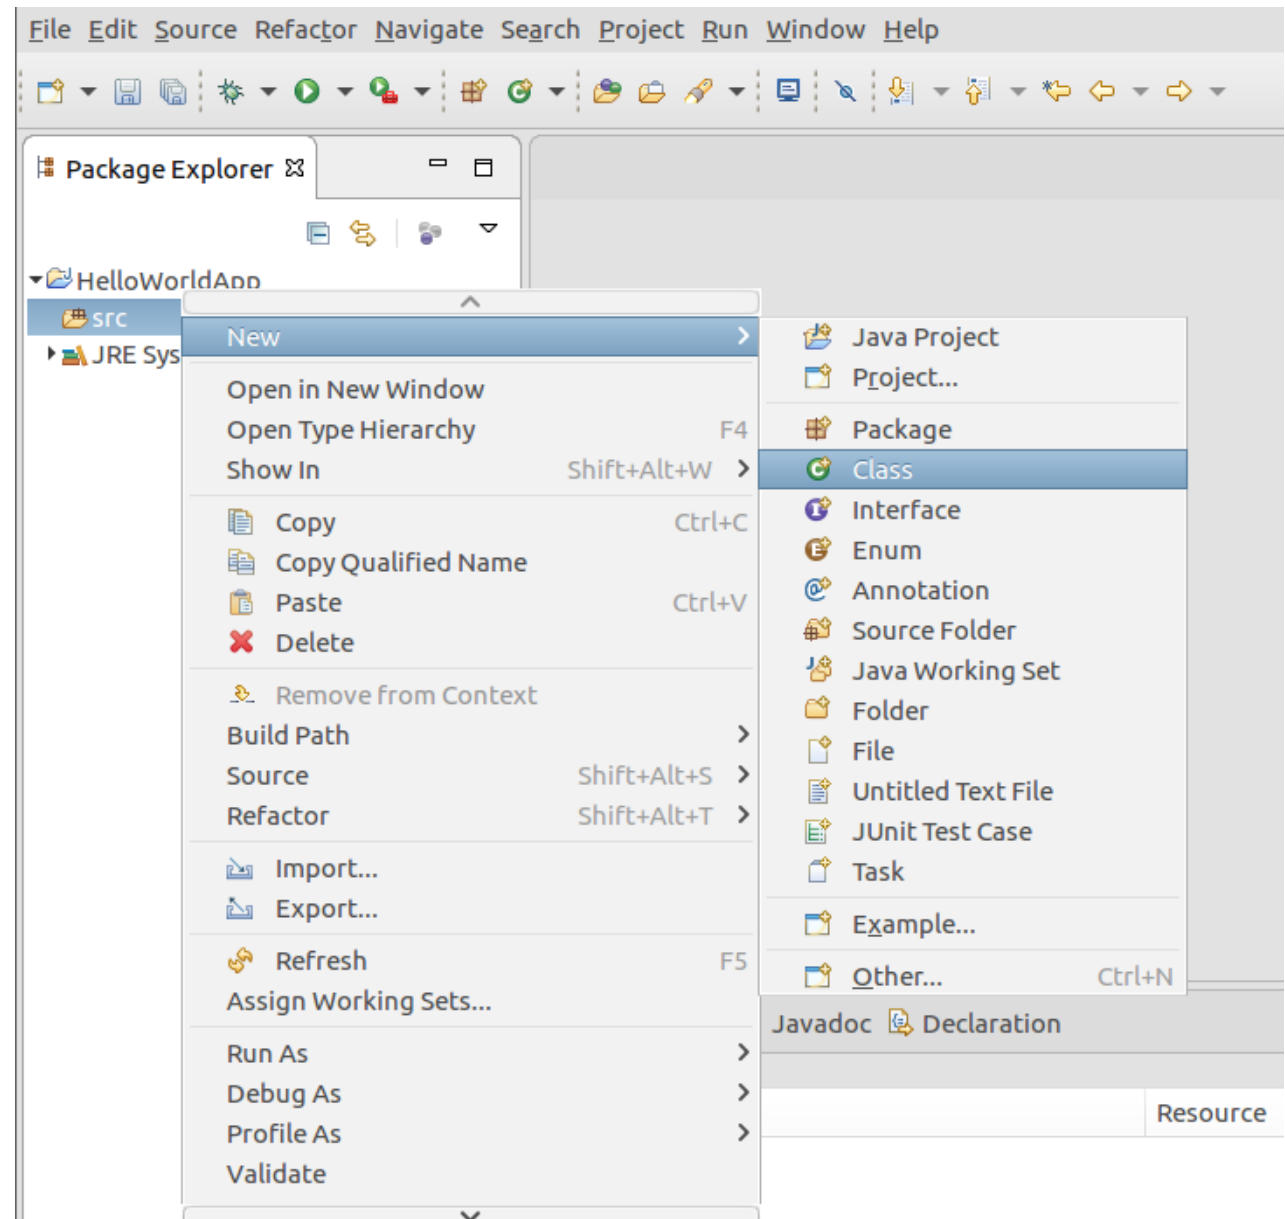 File Edit Source Refactor Navigate Search Project Run Window Help
Package Explorer
HelloWorldApp
src
JRE Sys
New
Open in New Window
Open Type Hierarchy F4
Show In Shift+Alt+W
Copy Ctrl+C
Copy Qualified Name
Paste Ctrl+V
Delete
Remove from Context
Build Path
Source Shift+Alt+S
Refactor Shift+Alt+T
Import...
Export...
Refresh F5
Assign Working Sets...
Run As
Debug As
Profile As
Validate
Java Project
Project...
Package
Class
Interface
Enum
Annotation
Source Folder
Java Working Set
Folder
File
Untitled Text File
JUnit Test Case
Task
Example...
Other... Ctrl+N
Javadoc Declaration
Resource